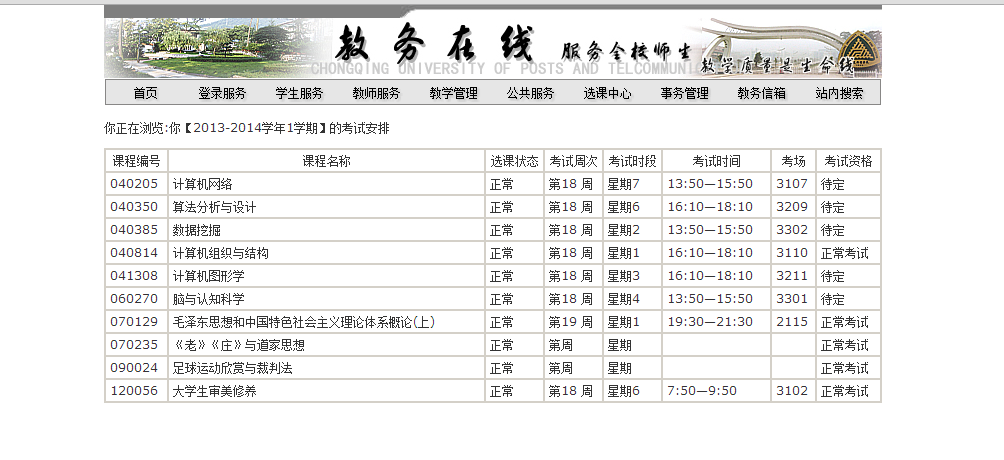 教务在线 服务全校师生 教学质量是生命线
CHONGQING UNIVERSITY OF POSTS AND TELCOMMUNIC
首页 登录服务 学生服务 教师服务 教学管理 公共服务 选课中心 事务管理 教务信箱 站内搜索
你正在浏览:你【2013-2014学年1学期】的考试安排
课程编号 课程名称 选课状态 考试周次 考试时段 考试时间 考场 考试资格
040205 计算机网络 正常 第18 周 星期7 13:50—15:50 3107 待定
040350 算法分析与设计 正常 第18 周 星期6 16:10—18:10 3209 待定
040385 数据挖掘 正常 第18 周 星期2 13:50—15:50 3302 待定
040814 计算机组织与结构 正常 第18 周 星期1 16:10—18:10 3110 正常考试
041308 计算机图形学 正常 第18 周 星期3 16:10—18:10 3211 待定
060270 脑与认知科学 正常 第18 周 星期4 13:50—15:50 3301 待定
070129 毛泽东思想和中国特色社会主义理论体系概论(上) 正常 第19 周 星期1 19:30—21:30 2115 正常考试
070235 《老》《庄》与道家思想 正常 第周 星期 正常考试
090024 足球运动欣赏与裁判法 正常 第周 星期 正常考试
120056 大学生审美修养 正常 第18 周 星期6 7:50—9:50 3102 正常考试